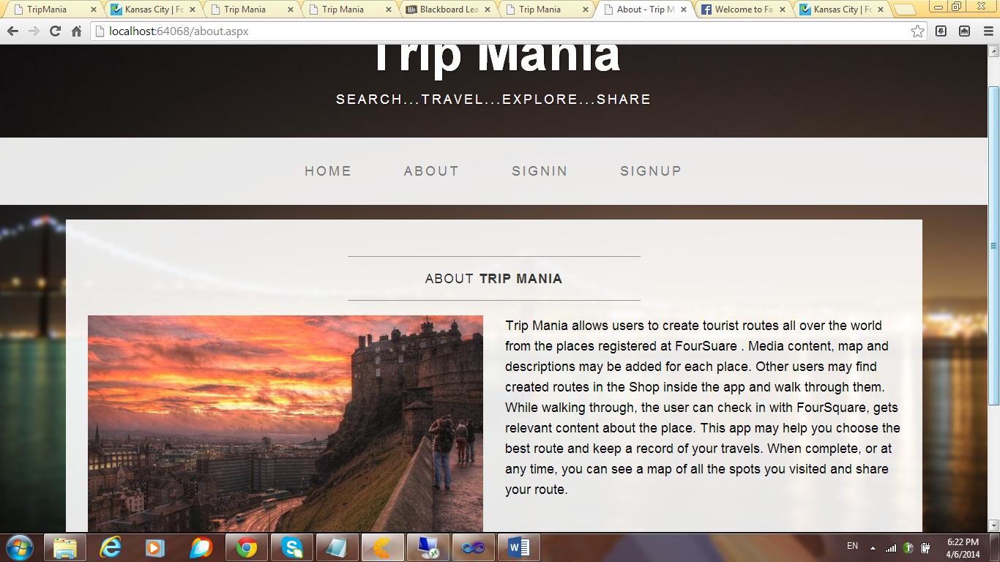 TripMania
Kansas City | Fo
Trip Mania
Trip Mania
Blackboard Lea
Trip Mania
About - Trip M
Welcome to Fa
Kansas City | Fo
localhost:64068/about.aspx
Trip Mania
SEARCH...TRAVEL...EXPLORE...SHARE
HOME
ABOUT
SIGNIN
SIGNUP
ABOUT TRIP MANIA
Trip Mania allows users to create tourist routes all over the world
from the places registered at FourSuare . Media content, map and
descriptions may be added for each place. Other users may find
created routes in the Shop inside the app and walk through them.
While walking through, the user can check in with FourSquare, gets
relevant content about the place. This app may help you choose the
best route and keep a record of your travels. When complete, or at
any time, you can see a map of all the spots you visited and share
your route.
EN
6:22 PM
4/6/2014